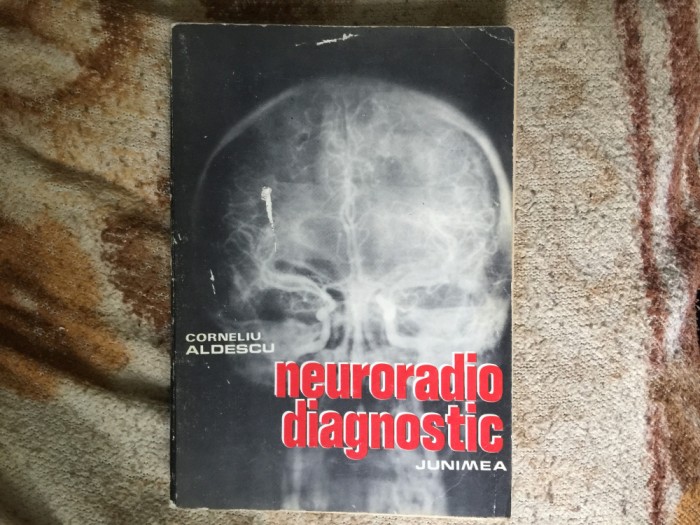 CORNELIU
ALDESCU
neuroradio
diagnostic
JUNIMEA